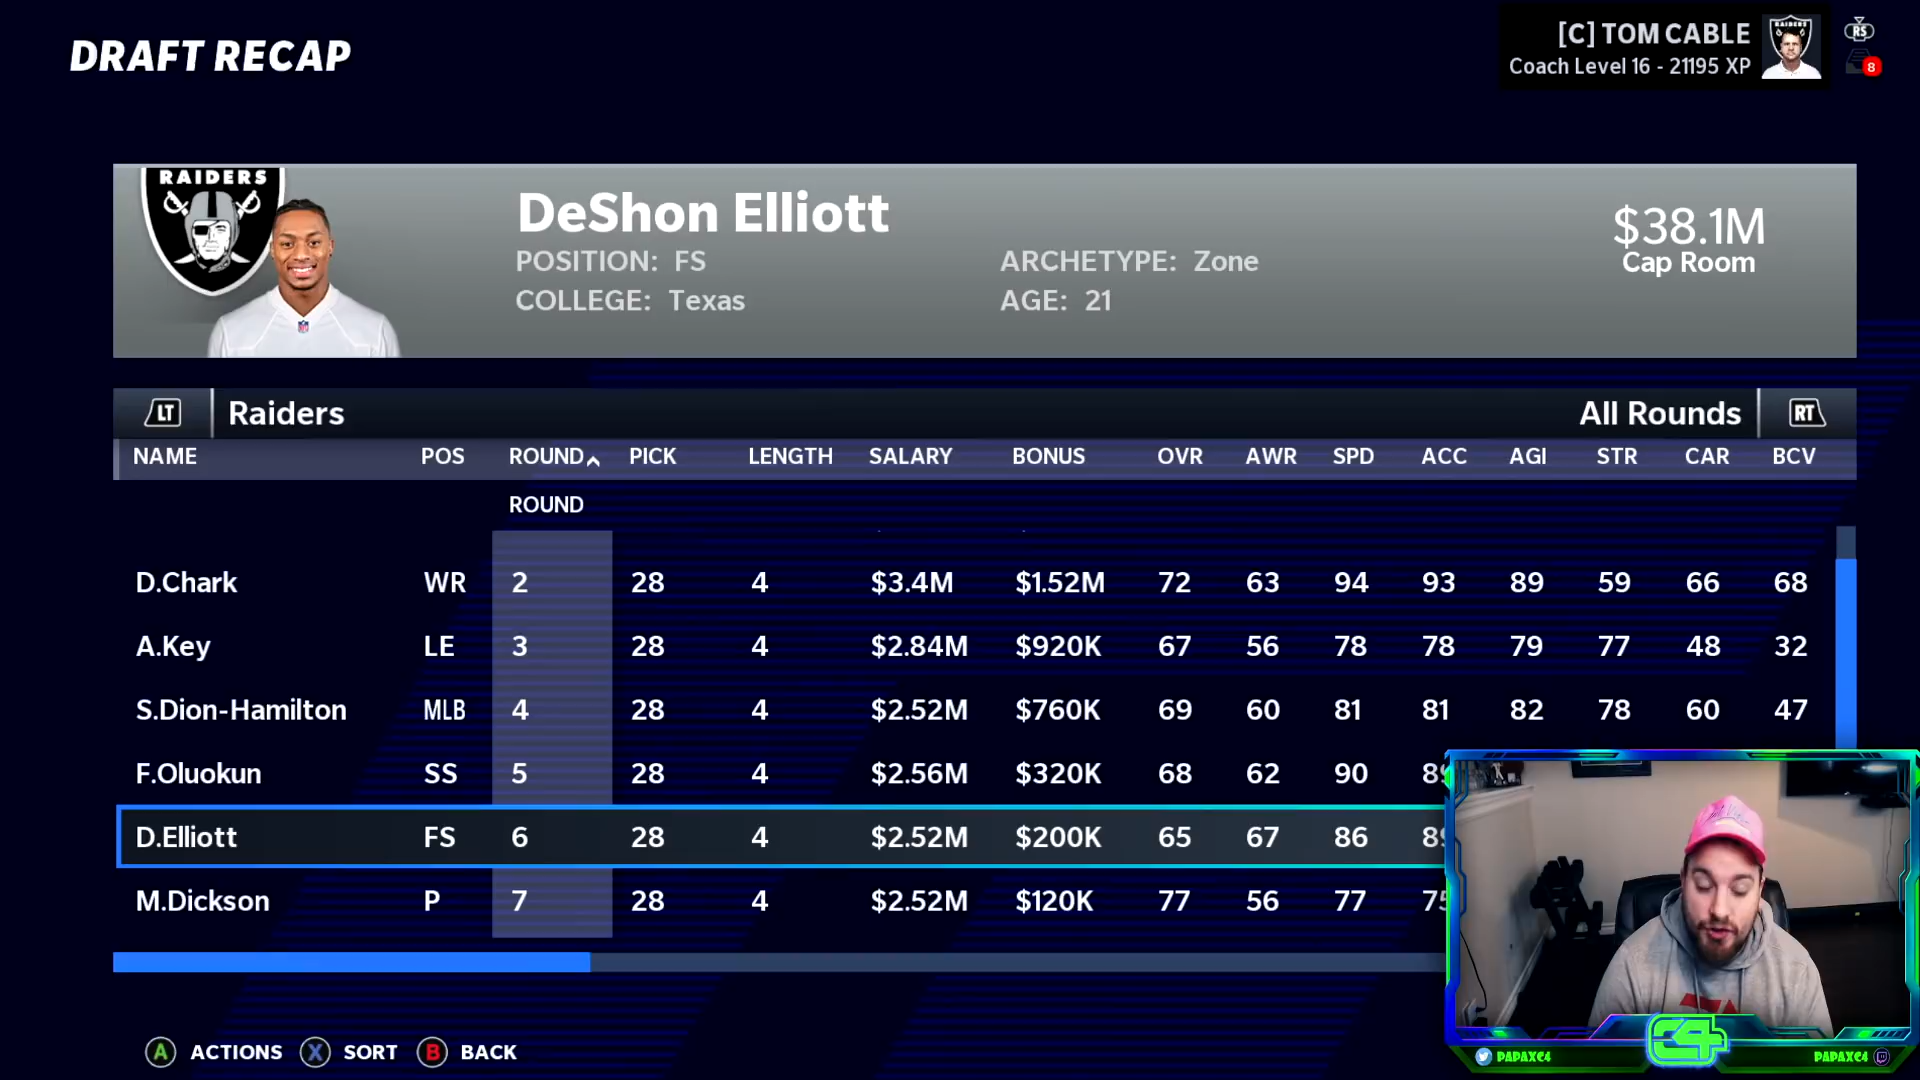 DRAFT RECAP
[C] TOM CABLE
Coach Level 16 - 21195 XP
RAIDERS
RS
8
RAIDERS
DeShon Elliott
POSITION: FS
ARCHETYPE: Zone
COLLEGE: Texas
AGE: 21
$38.1M
Cap Room
LT Raiders All Rounds RT
NAME POS ROUND PICK LENGTH SALARY BONUS OVR AWR SPD ACC AGI STR CAR BCV
ROUND
D.Chark WR 2 28 4 $3.4M $1.52M 72 63 94 93 89 59 66 68
A.Key LE 3 28 4 $2.84M $920K 67 56 78 78 79 77 48 32
S.Dion-Hamilton MLB 4 28 4 $2.52M $760K 69 60 81 81 82 78 60 47
F.Oluokun SS 5 28 4 $2.56M $320K 68 62 90
D.Elliott FS 6 28 4 $2.52M $200K 65 67 86
M.Dickson P 7 28 4 $2.52M $120K 77 56 77
A ACTIONS X SORT B BACK
C4
PAPAXC4
PAPAXC4